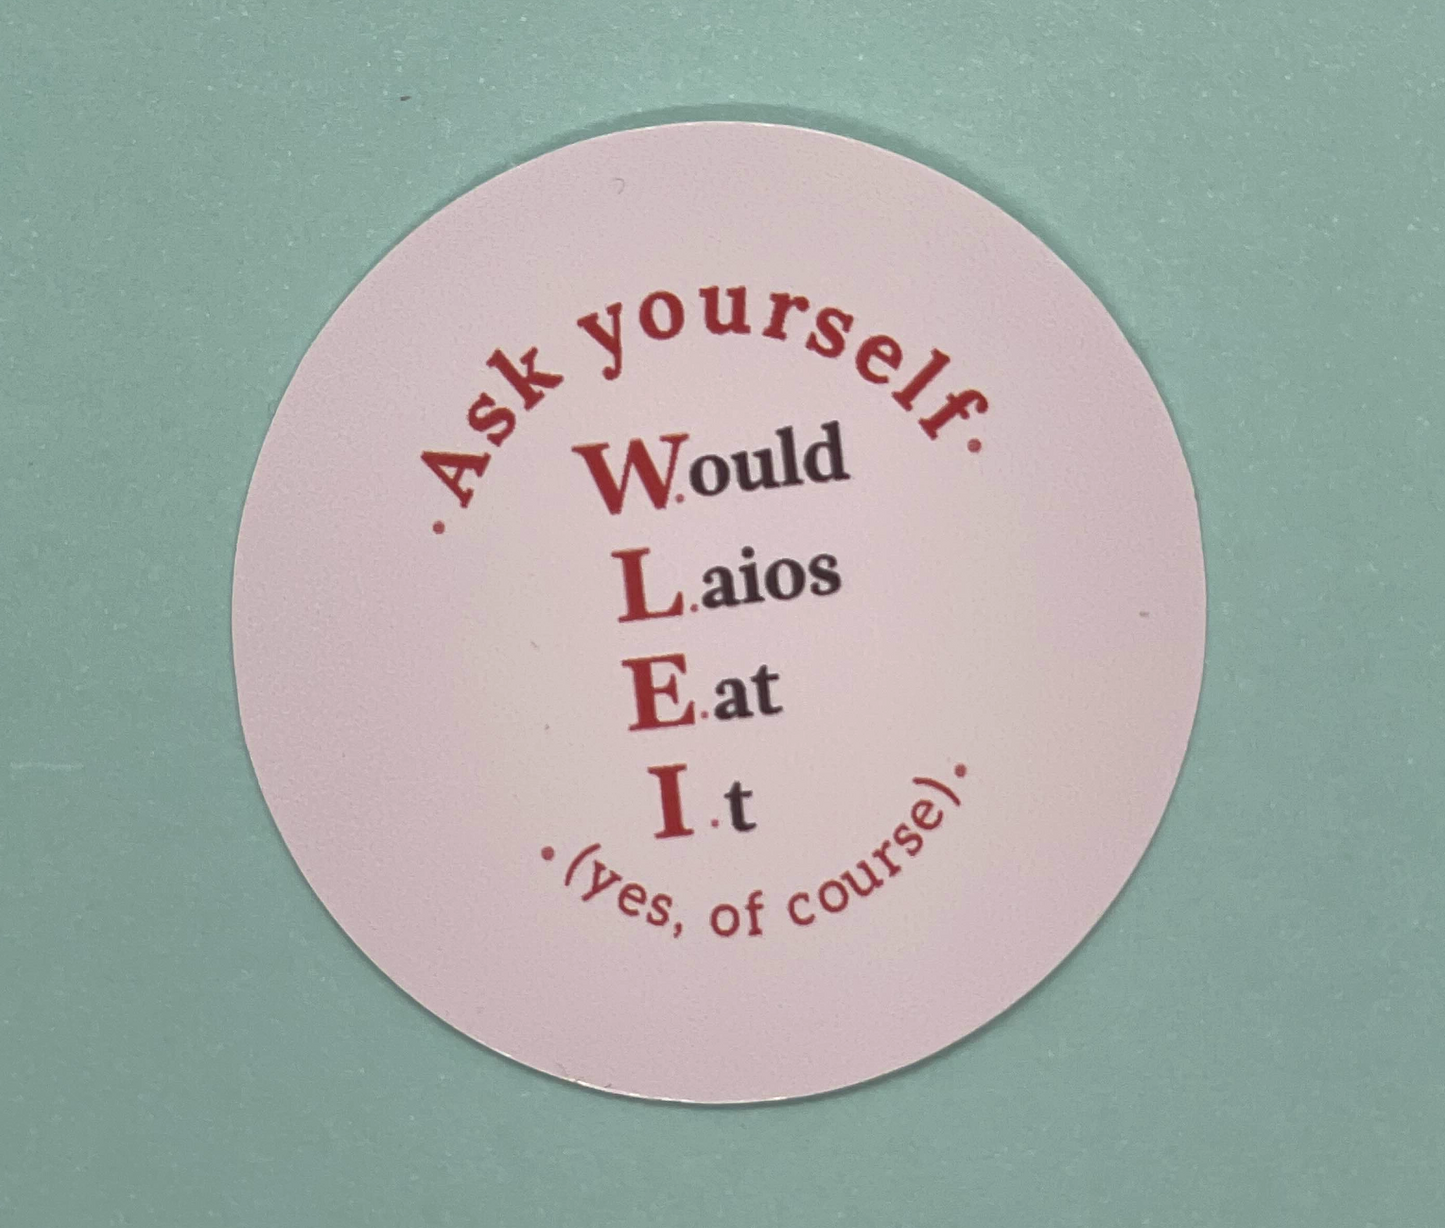 ·Ask yourself·
W.ould
L.aios
E.at
I.t
·(yes, of course)·